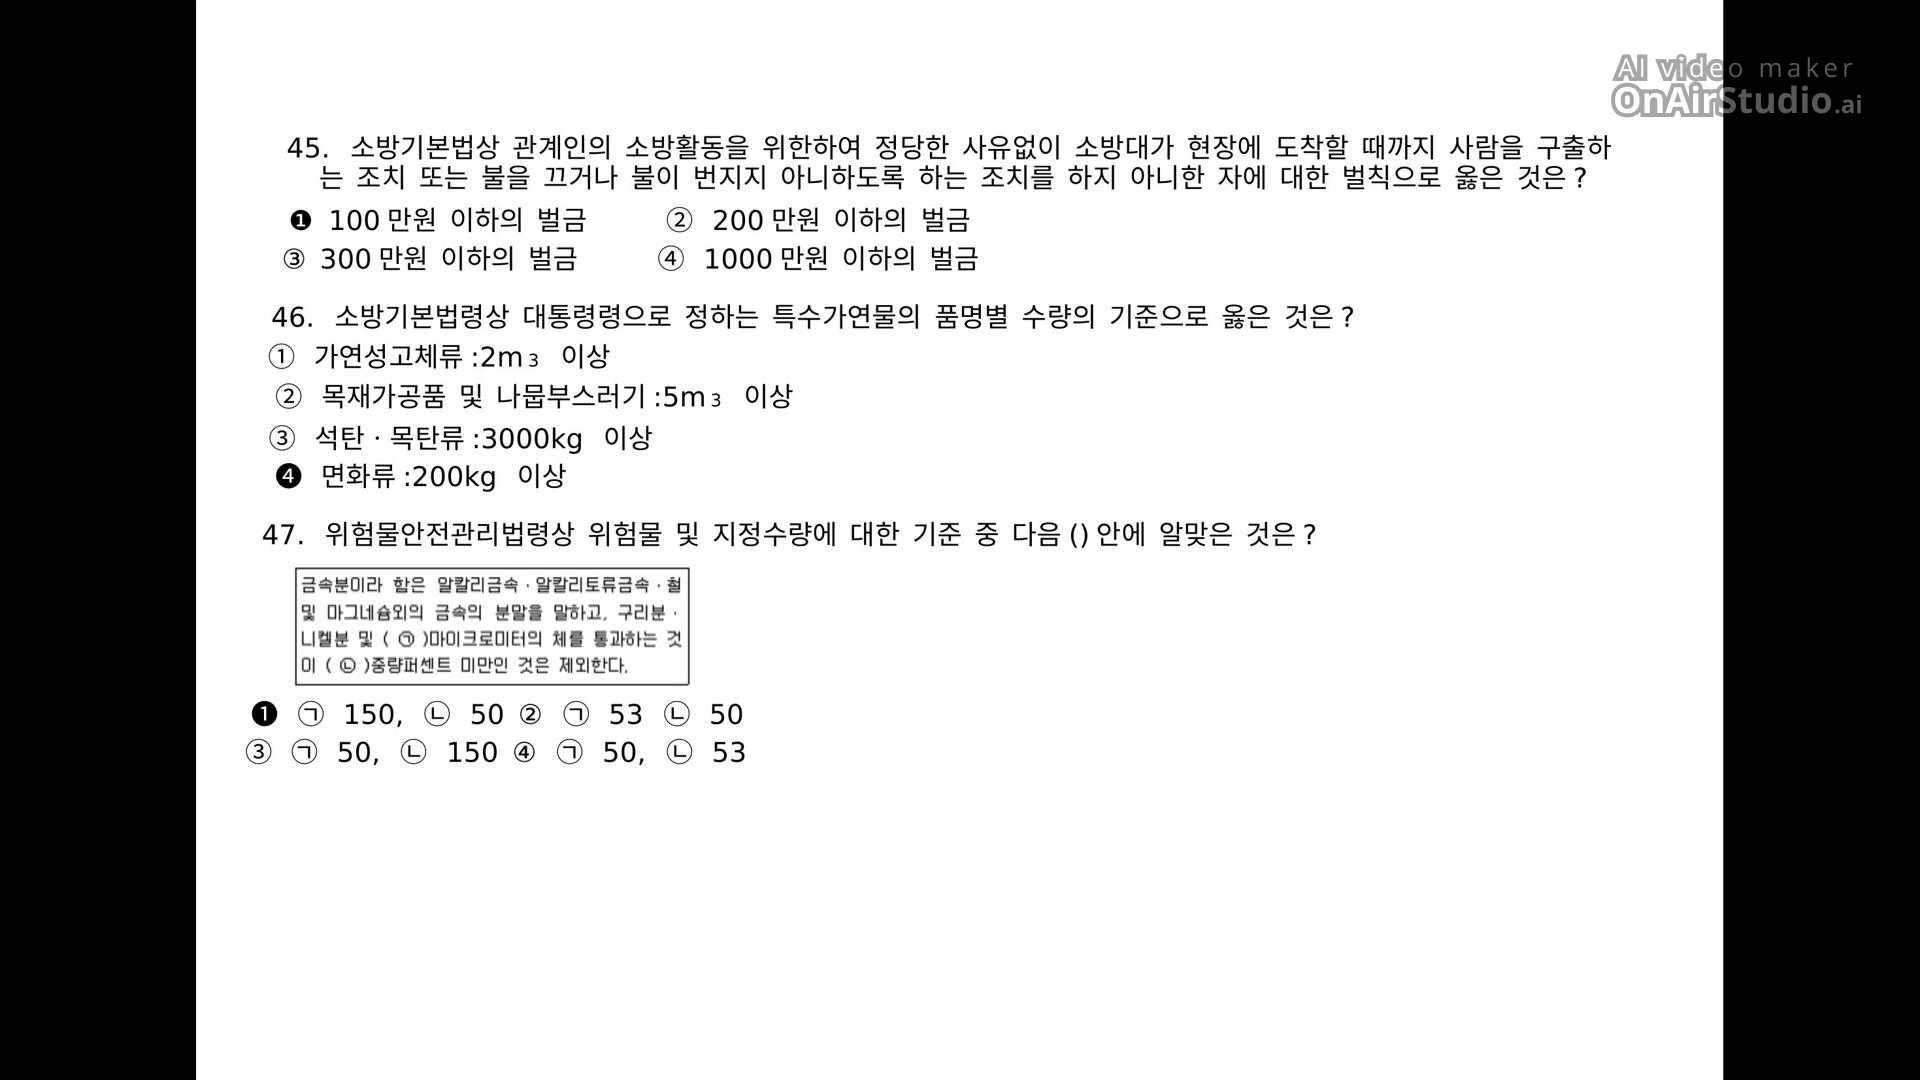 AI video maker
OnAirStudio.ai
45. 소방기본법상 관계인의 소방활동을 위한하여 정당한 사유없이 소방대가 현장에 도착할 때까지 사람을 구출하
는 조치 또는 불을 끄거나 불이 번지지 아니하도록 하는 조치를 하지 아니한 자에 대한 벌칙으로 옳은 것은?
❶ 100만원 이하의 벌금 ② 200만원 이하의 벌금
③ 300만원 이하의 벌금 ④ 1000만원 이하의 벌금
46. 소방기본법령상 대통령령으로 정하는 특수가연물의 품명별 수량의 기준으로 옳은 것은?
① 가연성고체류:2m3 이상
② 목재가공품 및 나뭅부스러기:5m3 이상
③ 석탄·목탄류:3000kg 이상
❹ 면화류:200kg 이상
47. 위험물안전관리법령상 위험물 및 지정수량에 대한 기준 중 다음 ()안에 알맞은 것은?
금속분이라 함은 알칼리금속·알칼리토류금속·철
및 마그네슘외의 금속의 분말을 말하고, 구리분·
니켈분 및 ( ㉠ )마이크로미터의 체를 통과하는 것
이 ( ㉡ )중량퍼센트 미만인 것은 제외한다.
❶ ㉠ 150, ㉡ 50 ② ㉠ 53 ㉡ 50
③ ㉠ 50, ㉡ 150 ④ ㉠ 50, ㉡ 53